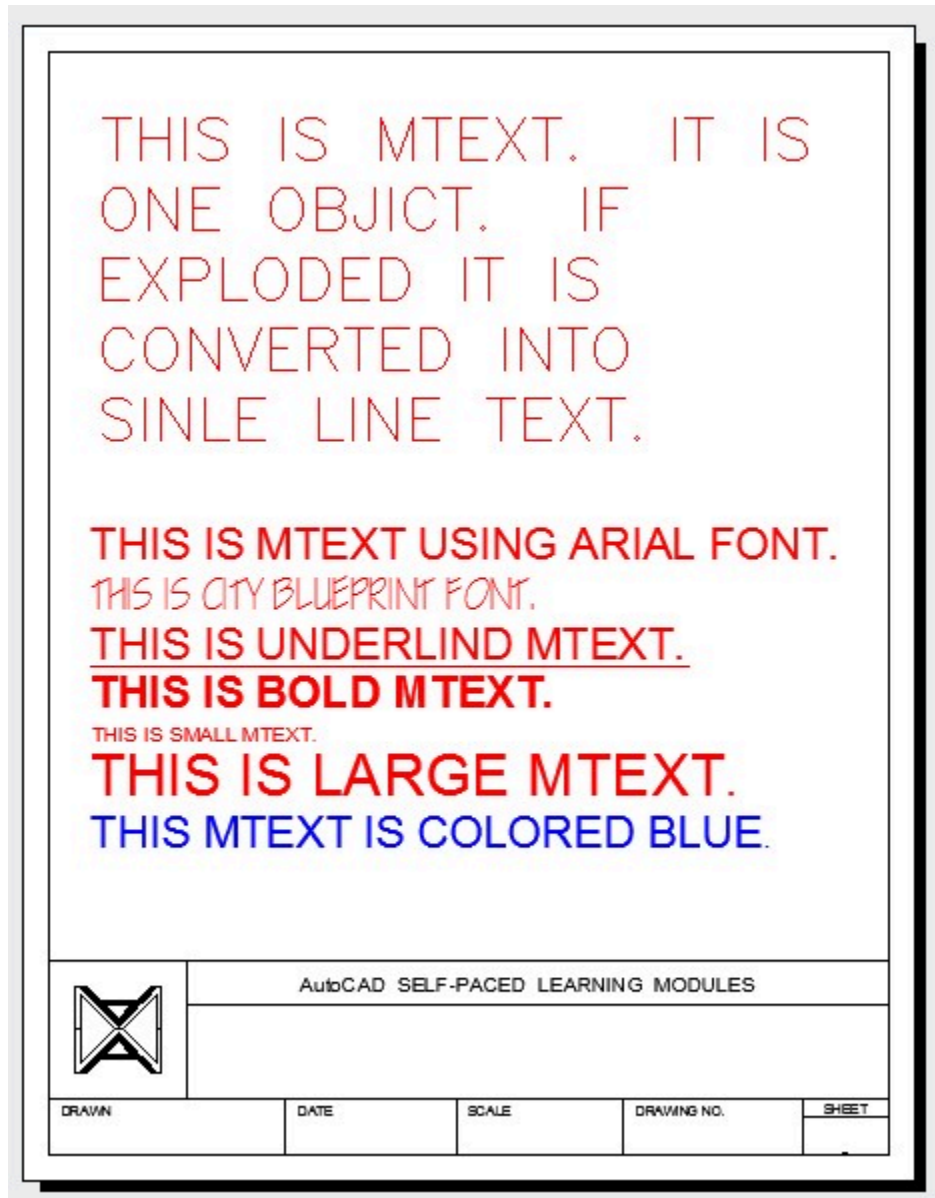 THIS IS MTEXT. IT IS
ONE OBJICT. IF
EXPLODED IT IS
CONVERTED INTO
SINLE LINE TEXT.
THIS IS MTEXT USING ARIAL FONT.
THIS IS CITY BLUEPRINT FONT.
THIS IS UNDERLIND MTEXT.
THIS IS BOLD MTEXT.
THIS IS SMALL MTEXT.
THIS IS LARGE MTEXT.
THIS MTEXT IS COLORED BLUE.
AutoCAD SELF-PACED LEARNING MODULES
DRAWN DATE SCALE DRAWING NO. SHEET